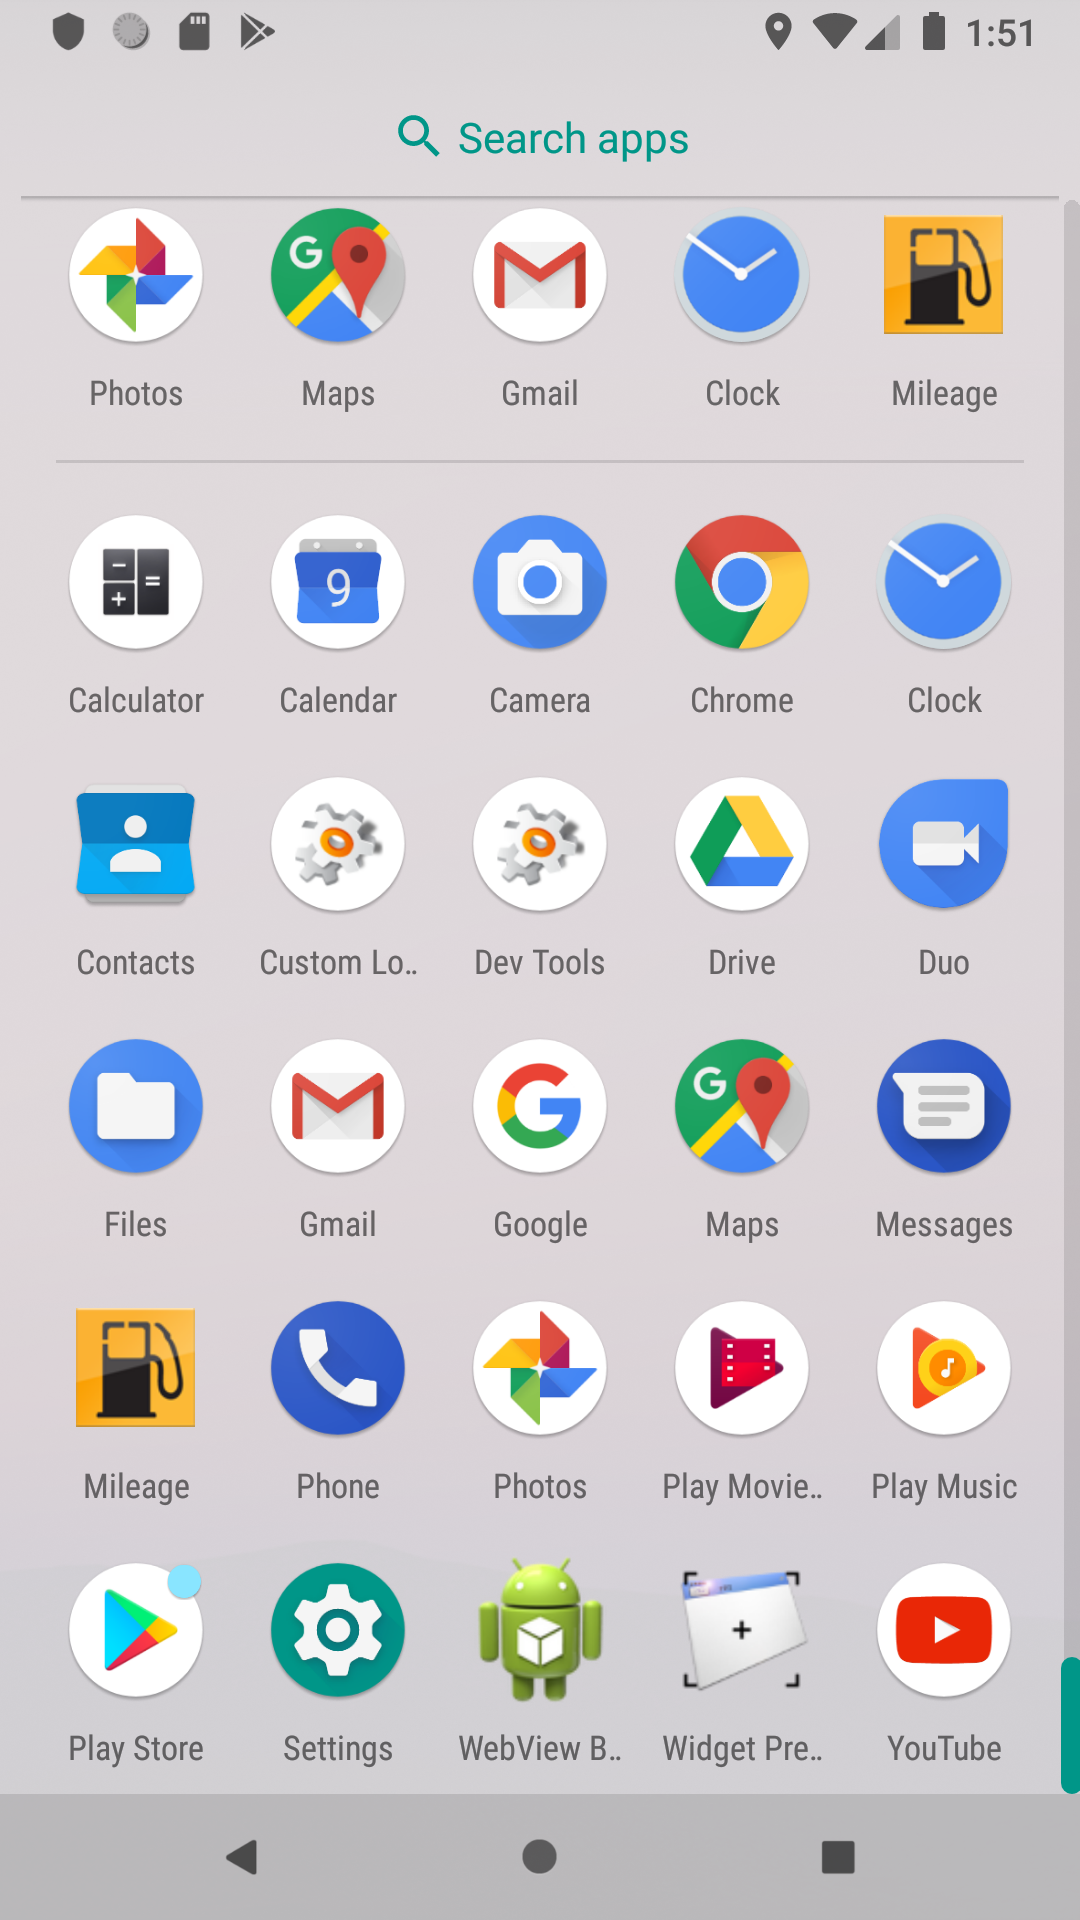 1:51
Search apps
Photos Maps Gmail Clock Mileage
9
Calculator Calendar Camera Chrome Clock
Contacts Custom Lo.. Dev Tools Drive Duo
Files Gmail Google Maps Messages
Mileage Phone Photos Play Movie.. Play Music
Play Store Settings WebView B.. Widget Pre.. YouTube